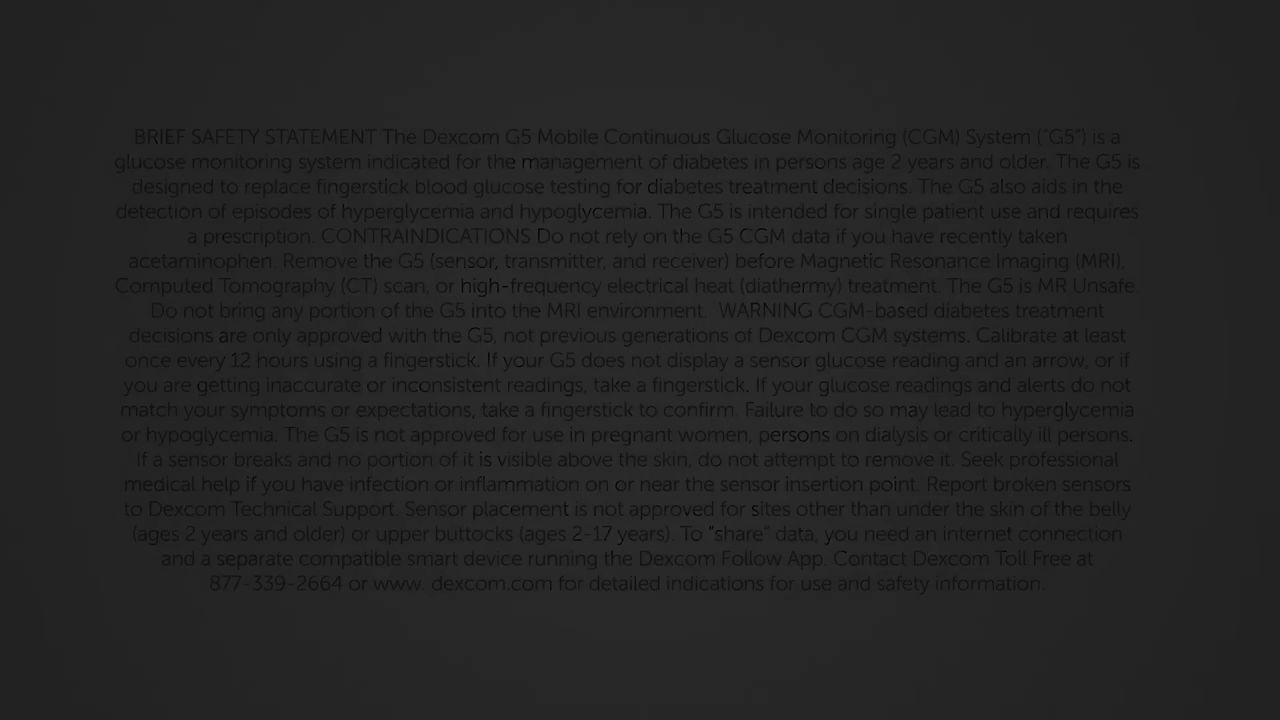 BRIEF SAFETY STATEMENT The Dexcom G5 Mobile Continuous Glucose Monitoring (CGM) System ("G5") is a
glucose monitoring system indicated for the management of diabetes in persons age 2 years and older. The G5 is
designed to replace fingerstick blood glucose testing for diabetes treatment decisions. The G5 also aids in the
detection of episodes of hyperglycemia and hypoglycemia. The G5 is intended for single patient use and requires
a prescription. CONTRAINDICATIONS Do not rely on the G5 CGM data if you have recently taken
acetaminophen. Remove the G5 (sensor, transmitter, and receiver) before Magnetic Resonance Imaging (MRI),
Computed Tomography (CT) scan, or high-frequency electrical heat (diathermy) treatment. The G5 is MR Unsafe.
Do not bring any portion of the G5 into the MRI environment. WARNING CGM-based diabetes treatment
decisions are only approved with the G5, not previous generations of Dexcom CGM systems. Calibrate at least
once every 12 hours using a fingerstick. If your G5 does not display a sensor glucose reading and an arrow, or if
you are getting inaccurate or inconsistent readings, take a fingerstick. If your glucose readings and alerts do not
match your symptoms or expectations, take a fingerstick to confirm. Failure to do so may lead to hyperglycemia
or hypoglycemia. The G5 is not approved for use in pregnant women, persons on dialysis or critically ill persons.
If a sensor breaks and no portion of it is visible above the skin, do not attempt to remove it. Seek professional
medical help if you have infection or inflammation on or near the sensor insertion point. Report broken sensors
to Dexcom Technical Support. Sensor placement is not approved for sites other than under the skin of the belly
(ages 2 years and older) or upper buttocks (ages 2-17 years). To "share" data, you need an internet connection
and a separate compatible smart device running the Dexcom Follow App. Contact Dexcom Toll Free at
877-339-2664 or www. dexcom.com for detailed indications for use and safety information.